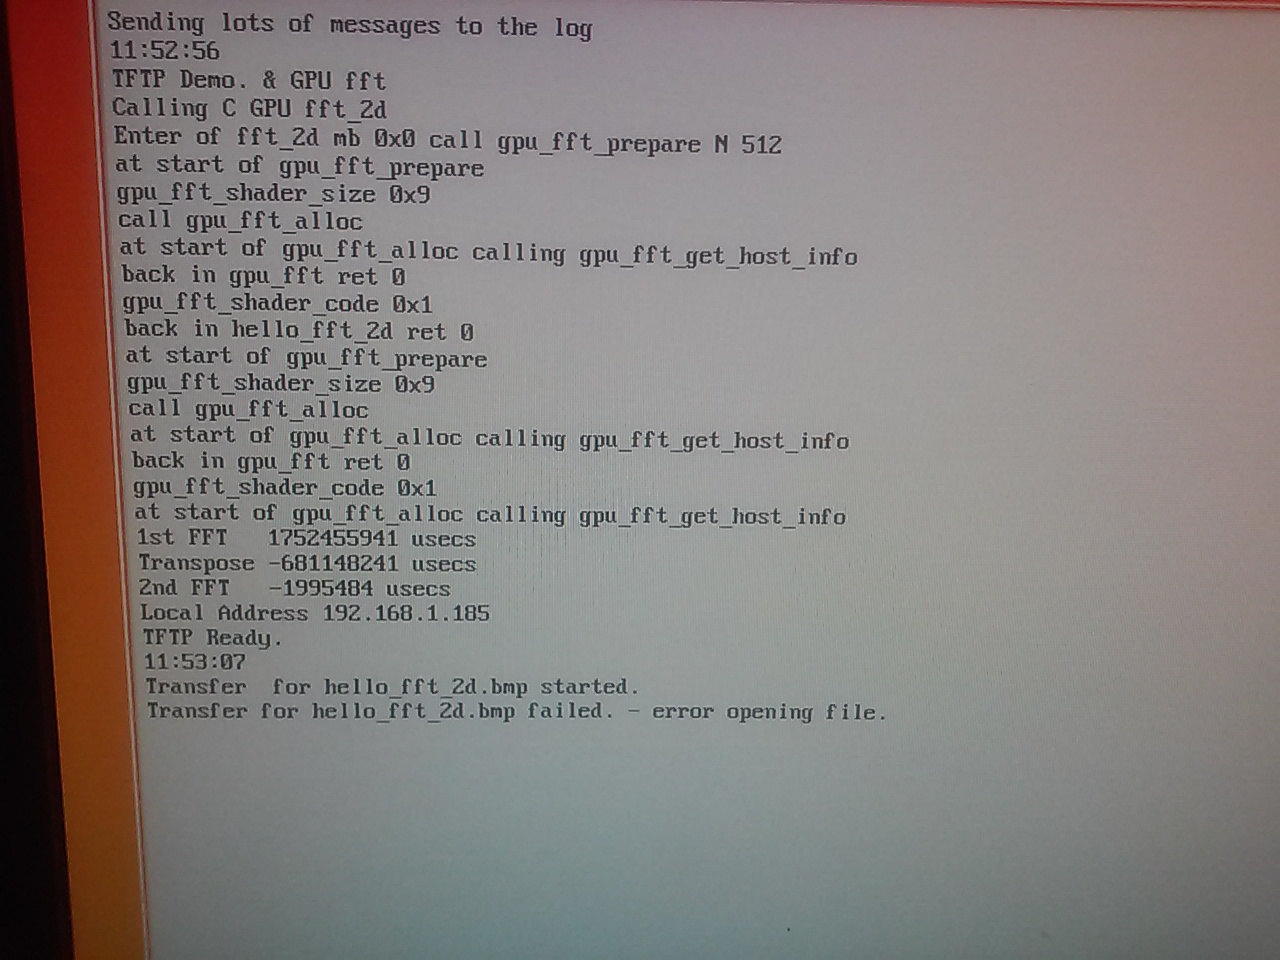 Sending lots of messages to the log
11:52:56
TFTP Demo. & GPU fft
Calling C GPU fft_2d
Enter of fft_2d mb 0x0 call gpu_fft_prepare N 512
at start of gpu_fft_prepare
gpu_fft_shader_size 0x9
call gpu_fft_alloc
at start of gpu_fft_alloc calling gpu_fft_get_host_info
back in gpu_fft ret 0
gpu_fft_shader_code 0x1
back in hello_fft_2d ret 0
at start of gpu_fft_prepare
gpu_fft_shader_size 0x9
call gpu_fft_alloc
at start of gpu_fft_alloc calling gpu_fft_get_host_info
back in gpu_fft ret 0
gpu_fft_shader_code 0x1
at start of gpu_fft_alloc calling gpu_fft_get_host_info
1st FFT   1752455941 usecs
Transpose -681148241 usecs
2nd FFT   -1995484 usecs
Local Address 192.168.1.185
TFTP Ready.
11:53:07
Transfer  for hello_fft_2d.bmp started.
Transfer for hello_fft_2d.bmp failed. - error opening file.